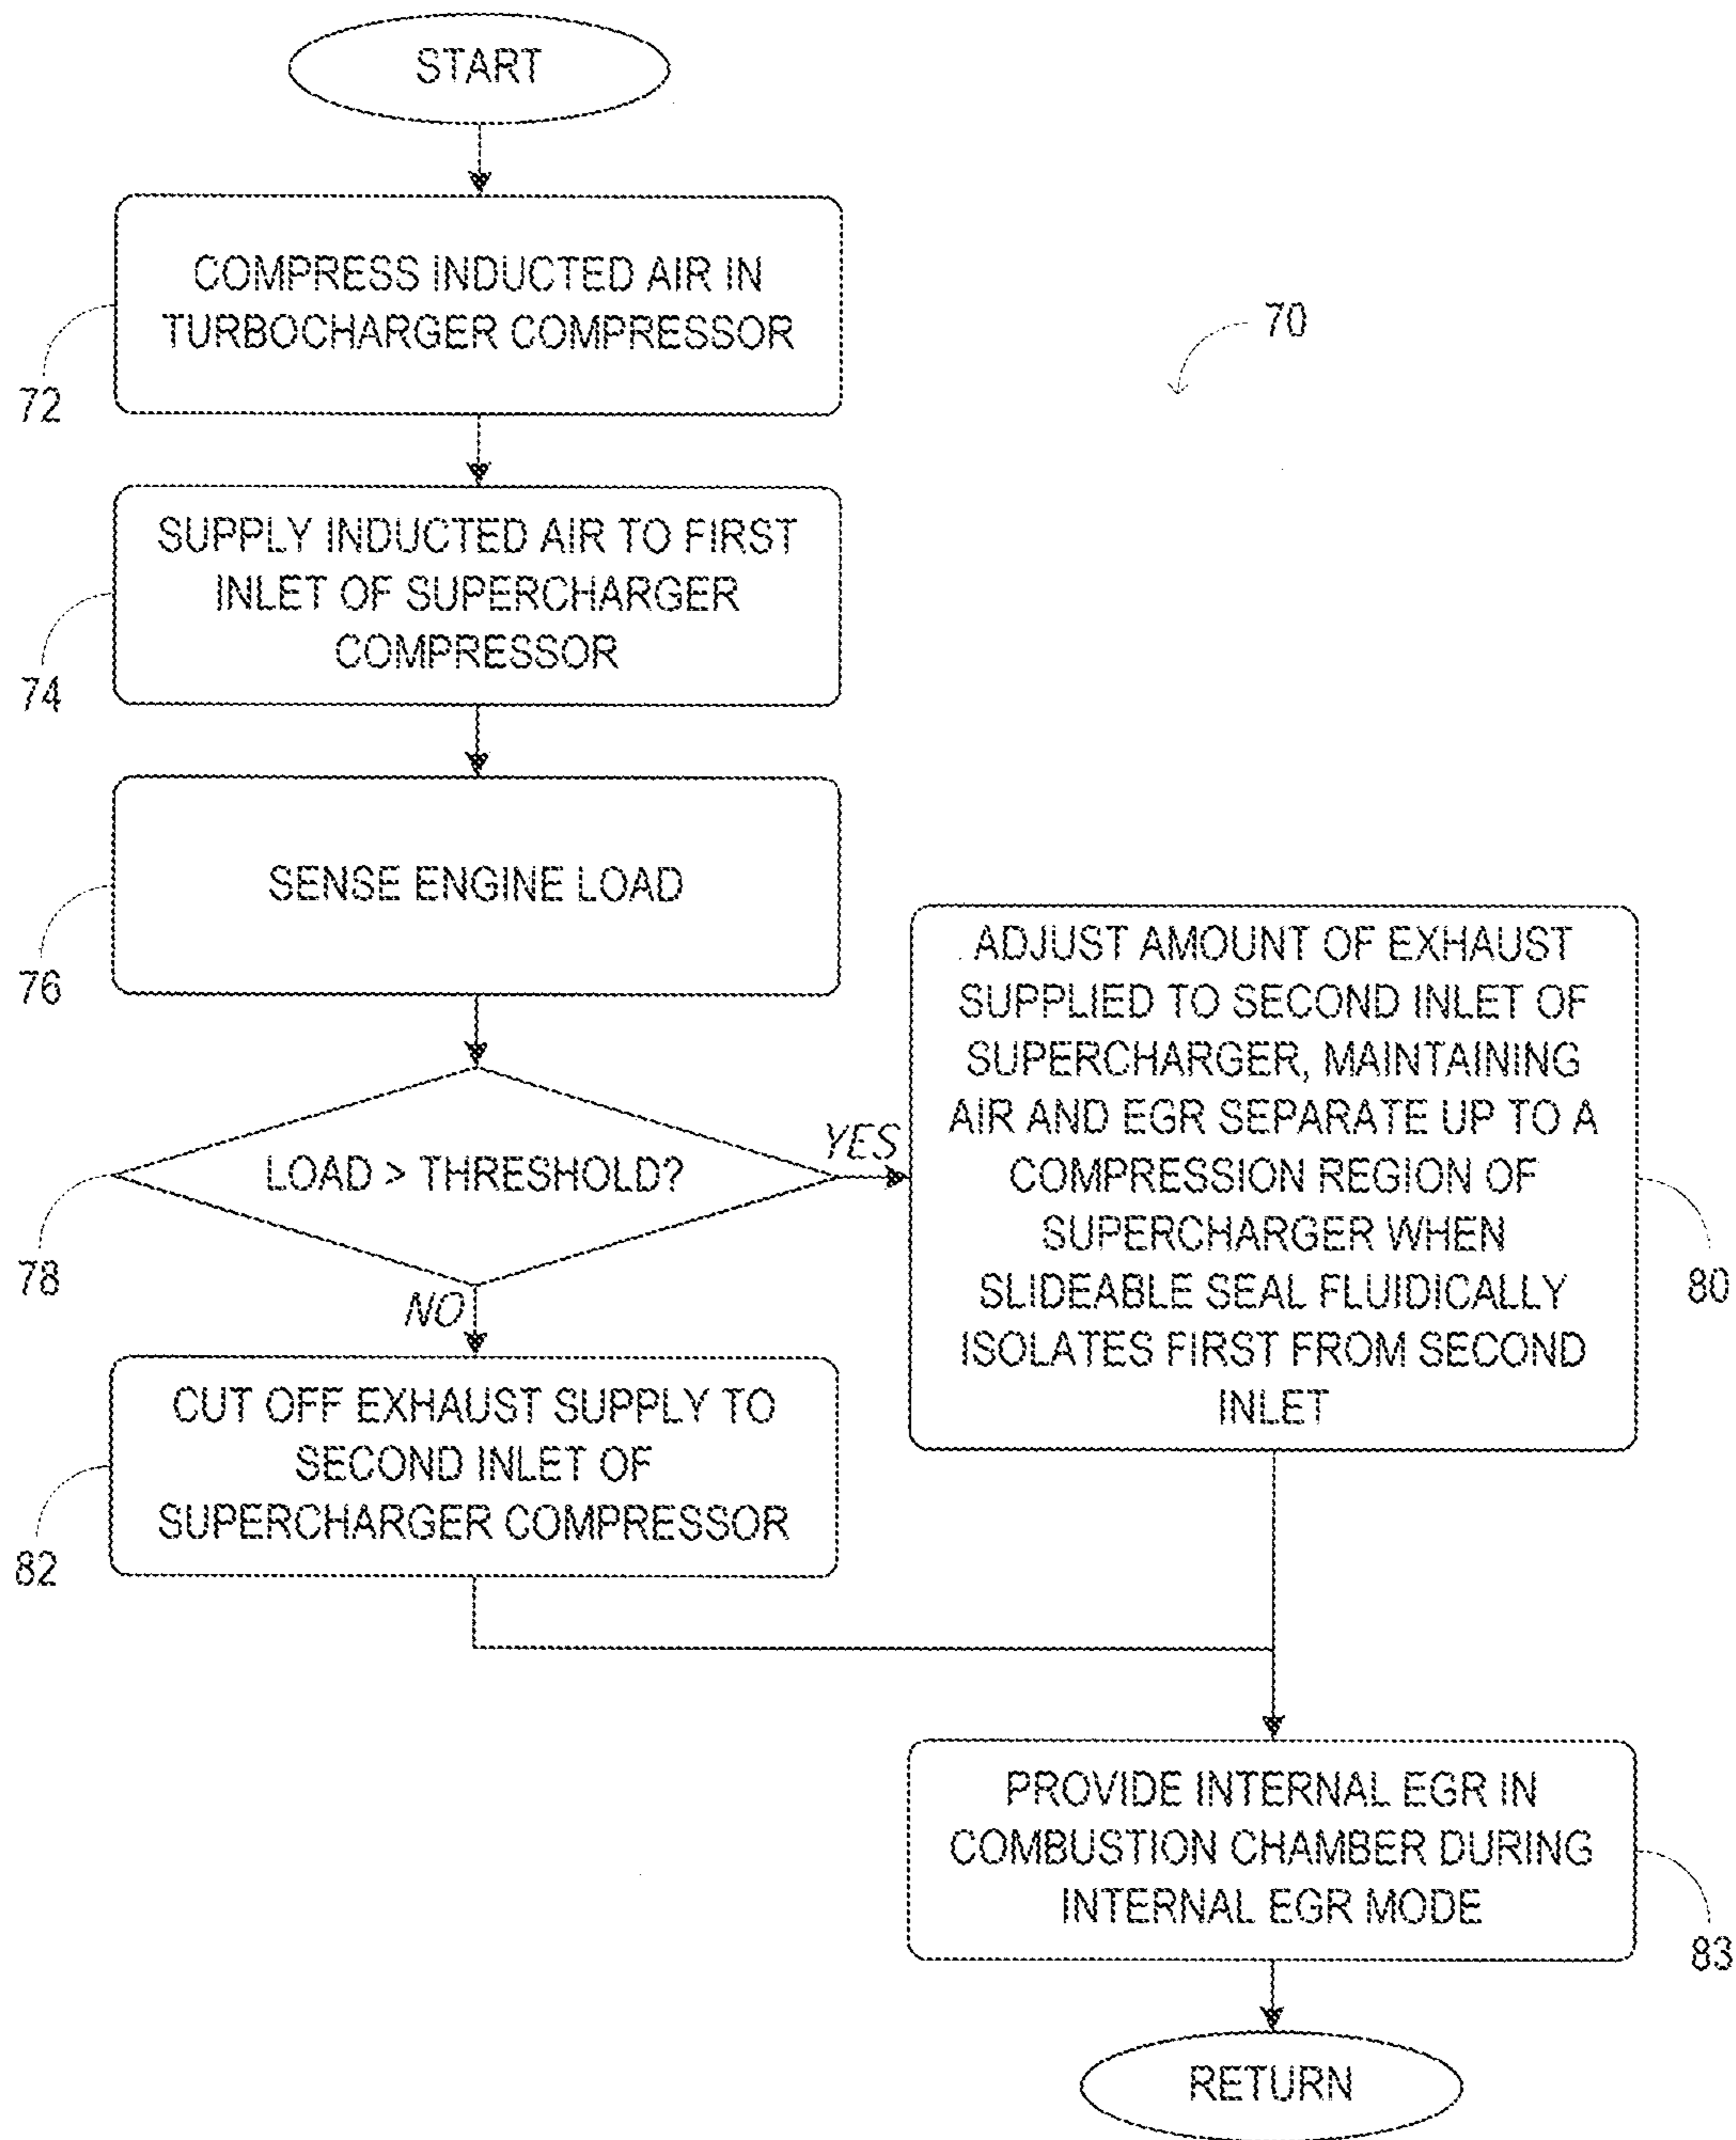 START
COMPRESS INDUCTED AIR IN
TURBOCHARGER COMPRESSOR
72
70
SUPPLY INDUCTED AIR TO FIRST
INLET OF SUPERCHARGER
COMPRESSOR
74
SENSE ENGINE LOAD
76
LOAD > THRESHOLD?
78
YES
NO
ADJUST AMOUNT OF EXHAUST
SUPPLIED TO SECOND INLET OF
SUPERCHARGER, MAINTAINING
AIR AND EGR SEPARATE UP TO A
COMPRESSION REGION OF
SUPERCHARGER WHEN
SLIDEABLE SEAL FLUIDICALLY
ISOLATES FIRST FROM SECOND
INLET
80
CUT OFF EXHAUST SUPPLY TO
SECOND INLET OF
SUPERCHARGER COMPRESSOR
82
PROVIDE INTERNAL EGR IN
COMBUSTION CHAMBER DURING
INTERNAL EGR MODE
83
RETURN